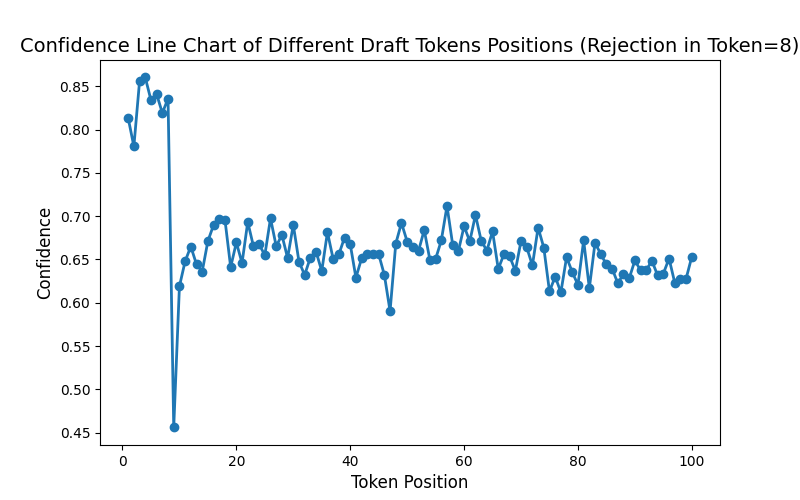 Confidence Line Chart of Different Draft Tokens Positions (Rejection in Token=8)
0.85
0.80
0.75
0.70
0.65
0.60
0.55
0.50
0.45
Confidence
0 20 40 60 80 100
Token Position